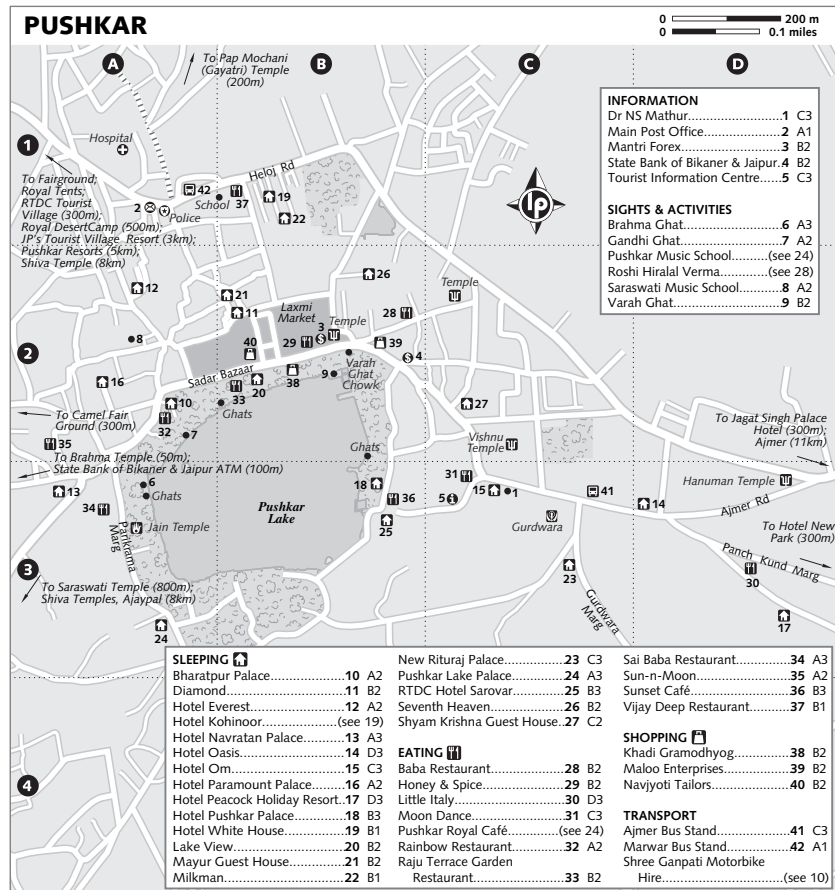 PUSHKAR
0 200 m
0 0.1 miles
A
B
C
D
1
2
3
4
To Pap Mochani
(Gayatri) Temple
(200m)
Hospital
To Fairground;
Royal Tents;
RTDC Tourist
Village (300m);
Royal DesertCamp (500m);
JP's Tourist Village Resort (3km);
Pushkar Resorts (5km);
Shiva Temple (8km)
2
Police
42
School
37
Heloj Rd
19
22
12
21
11
26
Temple
Laxmi
Market
3
Temple
28
29
39
4
8
40
16
Sadar Bazaar
33
20
38
9
Varah
Ghat
Chowk
10
Ghats
32
7
27
To Camel Fair
Ground (300m)
35
To Brahma Temple (50m);
State Bank of Bikaner & Jaipur ATM (100m)
Vishnu
Temple
Ghats
To Jagat Singh Palace
Hotel (300m);
Ajmer (11km)
Hanuman Temple
6
Ghats
13
34
Jain Temple
Parikrama
Marg
Pushkar
Lake
18
36
25
31
5
15
1
41
14
Gurdwara
Ajmer Rd
To Hotel New
Park (300m)
Panch Kund Marg
30
23
Gurdwara
Marg
17
To Saraswati Temple (800m);
Shiva Temples, Ajaypal (8km)
24
lp
INFORMATION
Dr NS Mathur............................1 C3
Main Post Office......................2 A1
Mantri Forex............................3 B2
State Bank of Bikaner & Jaipur.4 B2
Tourist Information Centre......5 C3
SIGHTS & ACTIVITIES
Brahma Ghat............................6 A3
Gandhi Ghat............................7 A2
Pushkar Music School.......(see 24)
Roshi Hiralal Verma...........(see 28)
Saraswati Music School..........8 A2
Varah Ghat..............................9 B2
SLEEPING
Bharatpur Palace......................10 A2
Diamond..................................11 B2
Hotel Everest............................12 A2
Hotel Kohinoor...................(see 19)
Hotel Navratan Palace.............13 A3
Hotel Oasis..............................14 D3
Hotel Om.................................15 C3
Hotel Paramount Palace..........16 A2
Hotel Peacock Holiday Resort..17 D3
Hotel Pushkar Palace...............18 B3
Hotel White House..................19 B1
Lake View................................20 B2
Mayur Guest House.................21 B2
Milkman..................................22 B1
New Rituraj Palace..................23 C3
Pushkar Lake Palace................24 A3
RTDC Hotel Sarovar................25 B3
Seventh Heaven......................26 B2
Shyam Krishna Guest House..27 C2
EATING
Baba Restaurant......................28 B2
Honey & Spice.........................29 B2
Little Italy................................30 D3
Moon Dance...........................31 C3
Pushkar Royal Café............(see 24)
Rainbow Restaurant................32 A2
Raju Terrace Garden
Restaurant............................33 B2
Sai Baba Restaurant................34 A3
Sun-n-Moon...........................35 A2
Sunset Café............................36 B3
Vijay Deep Restaurant............37 B1
SHOPPING
Khadi Gramodhyog.................38 B2
Maloo Enterprises...................39 B2
Navjyoti Tailors.......................40 B2
TRANSPORT
Ajmer Bus Stand.....................41 C3
Marwar Bus Stand..................42 A1
Shree Ganpati Motorbike
Hire...............................(see 10)